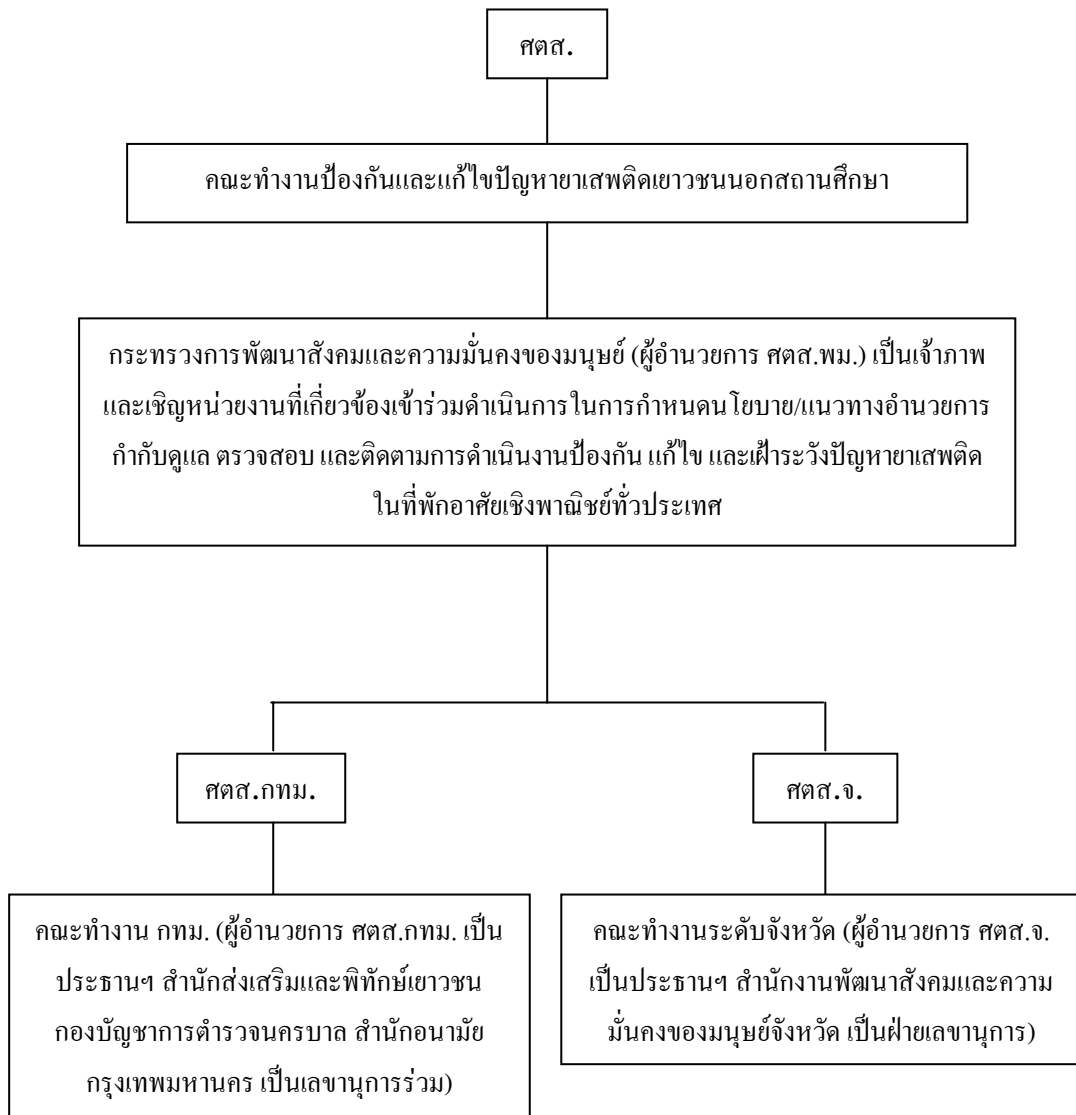 ศตส.
คณะทำงานป้องกันและแก้ไขปัญหายาเสพติดเยาวชนนอกสถานศึกษา
กระทรวงการพัฒนาสังคมและความมั่นคงของมนุษย์ (ผู้อำนวยการ ศตส.พม.) เป็นเจ้าภาพ
และเชิญหน่วยงานที่เกี่ยวข้องเข้าร่วมดำเนินการในการกำหนดนโยบาย/แนวทางอำนวยการ
กำกับดูแล ตรวจสอบ และติดตามการดำเนินงานป้องกัน แก้ไข และเฝ้าระวังปัญหายาเสพติด
ในที่พักอาศัยเชิงพาณิชย์ทั่วประเทศ
ศตส.กทม.
คณะทำงาน กทม. (ผู้อำนวยการ ศตส.กทม. เป็น
ประธานฯ สำนักส่งเสริมและพิทักษ์เยาวชน
กองบัญชาการตำรวจนครบาล สำนักอนามัย
กรุงเทพมหานคร เป็นเลขานุการร่วม)
ศตส.จ.
คณะทำงานระดับจังหวัด (ผู้อำนวยการ ศตส.จ.
เป็นประธานฯ สำนักงานพัฒนาสังคมและความ
มั่นคงของมนุษย์จังหวัด เป็นฝ่ายเลขานุการ)